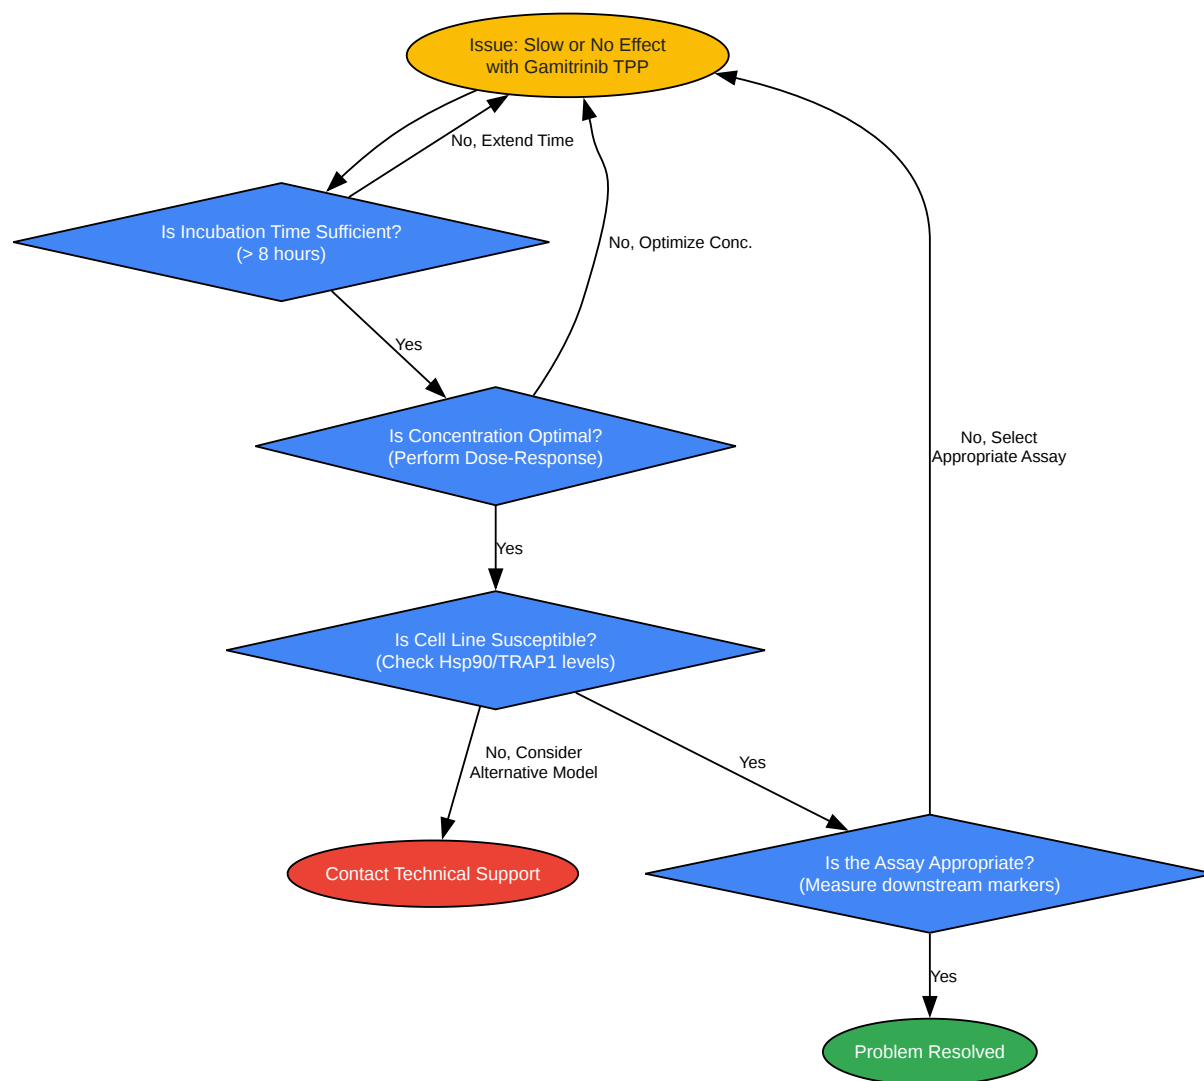 Issue: Slow or No Effect
with Gamitrinib TPP
No, Extend Time
Is Incubation Time Sufficient?
(> 8 hours)
No, Optimize Conc.
Yes
Is Concentration Optimal?
(Perform Dose-Response)
No, Select
Appropriate Assay
Yes
Is Cell Line Susceptible?
(Check Hsp90/TRAP1 levels)
No, Consider
Alternative Model
Yes
Contact Technical Support
Is the Assay Appropriate?
(Measure downstream markers)
Yes
Problem Resolved